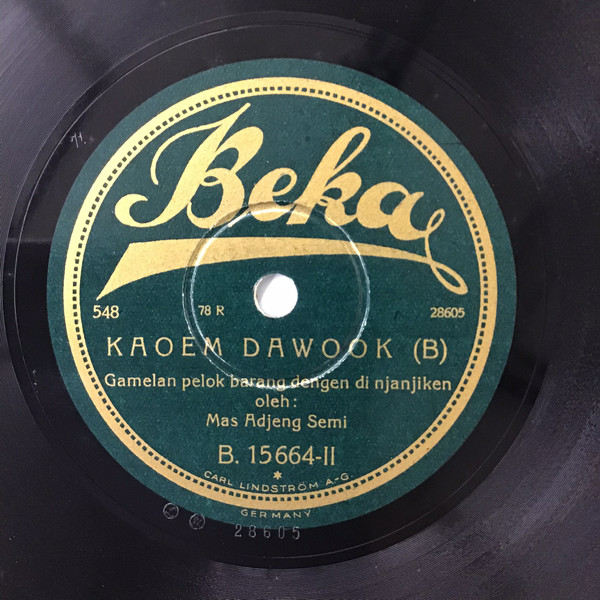 Beka
548 78 R 28605
KAOEM DAWOOK (B)
Gamelan pelok barang dengen di njanjiken
oleh:
Mas Adjeng Semi
B. 15664-II
CARL LINDSTRÖM A-G.
GERMANY
28605